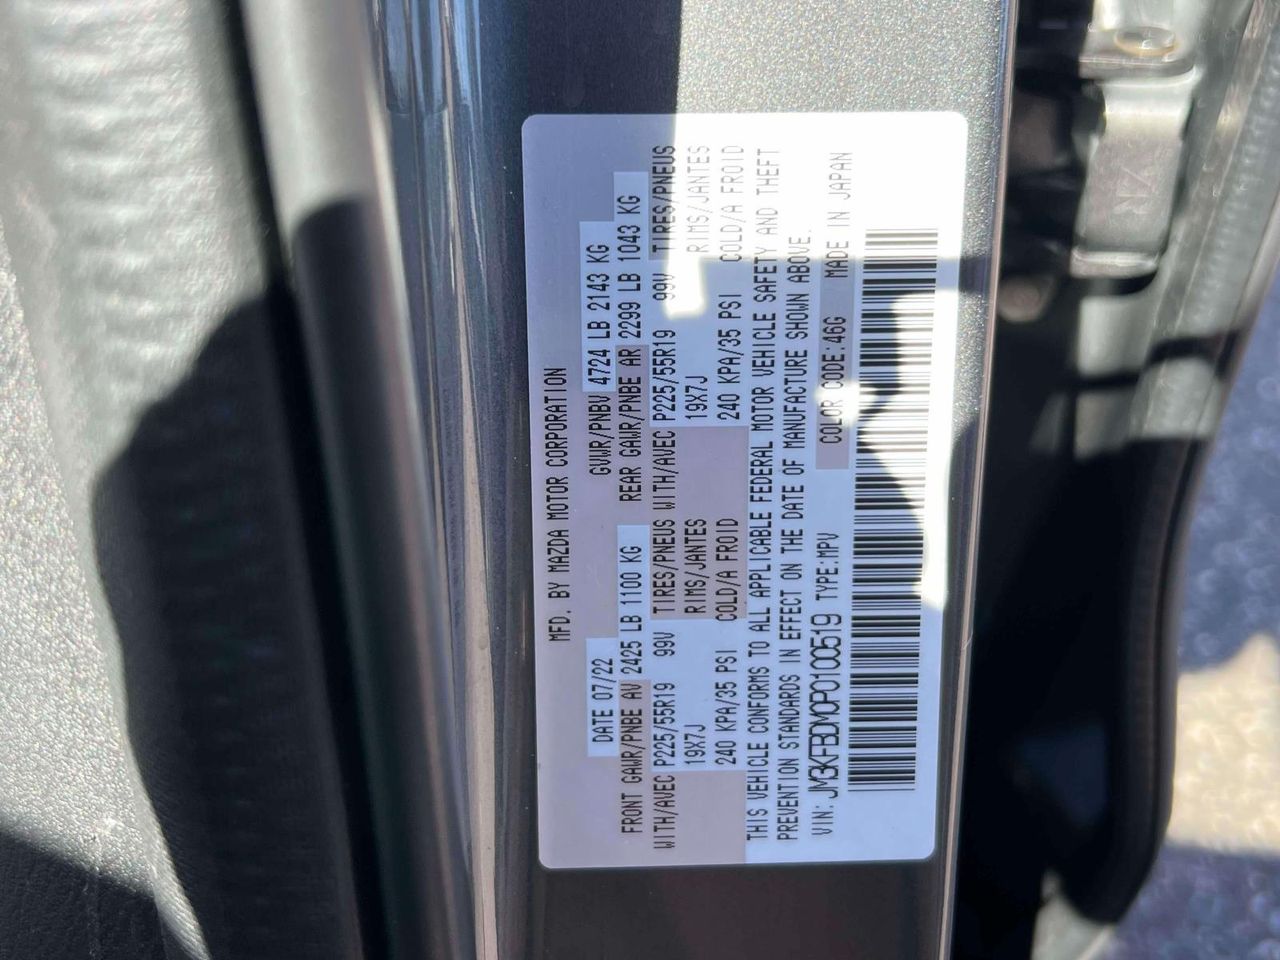 MFD. BY MAZDA MOTOR CORPORATION
DATE 07/22 GVWR/PNBV 4724 LB 2143 KG
FRONT GAWR/PNBE AV 2425 LB 1100 KG REAR GAWR/PNBE AR 2299 LB 1043 KG
WITH/AVEC P225/55R19 99V TIRES/PNEUS WITH/AVEC P225/55R19 99V TIRES/PNEUS
19X7J RIMS/JANTES 19X7J RIMS/JANTES
240 KPA/35 PSI COLD/A FROID 240 KPA/35 PSI COLD/A FROID
THIS VEHICLE CONFORMS TO ALL APPLICABLE FEDERAL MOTOR VEHICLE SAFETY AND THEFT
PREVENTION STANDARDS IN EFFECT ON THE DATE OF MANUFACTURE SHOWN ABOVE.
VIN: JM3KFBDM0P0100519 TYPE:MPV COLOR CODE:46G MADE IN JAPAN